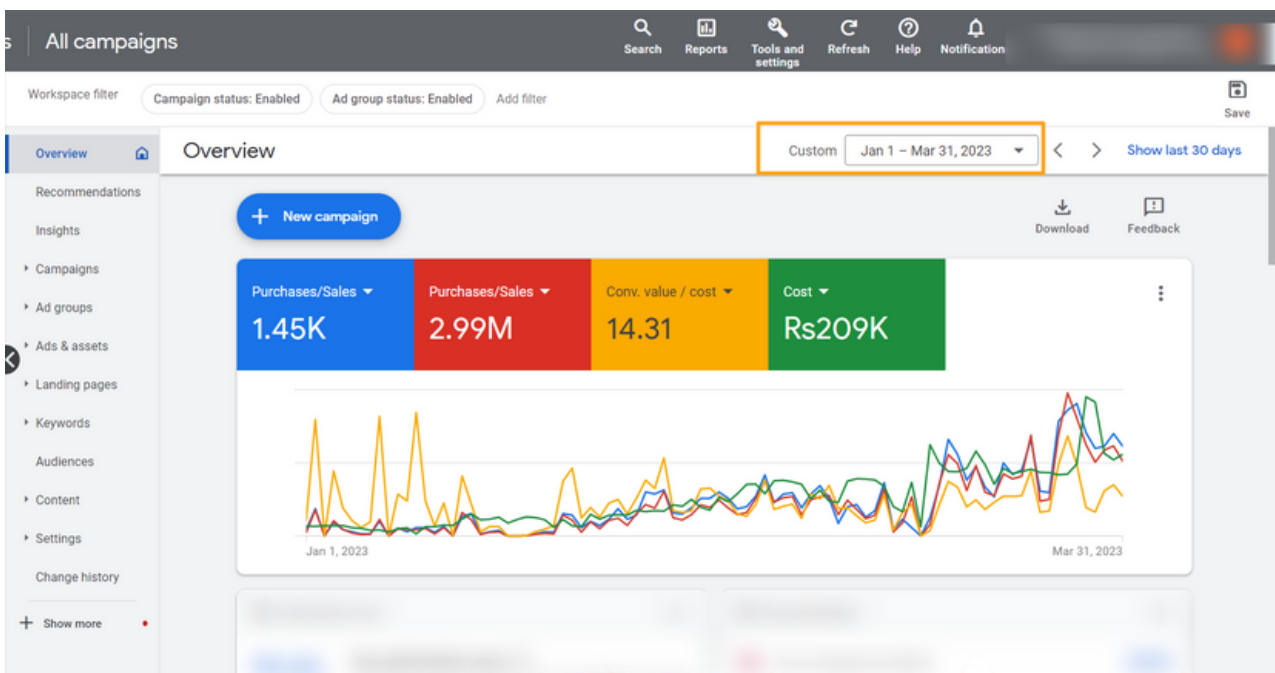 s All campaigns
Search
Reports
Tools and
settings
Refresh
Help
Notification
Workspace filter
Campaign status: Enabled
Ad group status: Enabled
Add filter
Save
Overview
Recommendations
Insights
Campaigns
Ad groups
Ads & assets
Landing pages
Keywords
Audiences
Content
Settings
Change history
Show more
Overview
Custom
Jan 1 – Mar 31, 2023
Show last 30 days
New campaign
Download
Feedback
Purchases/Sales
1.45K
Purchases/Sales
2.99M
Conv. value / cost
14.31
Cost
Rs209K
Jan 1, 2023
Mar 31, 2023